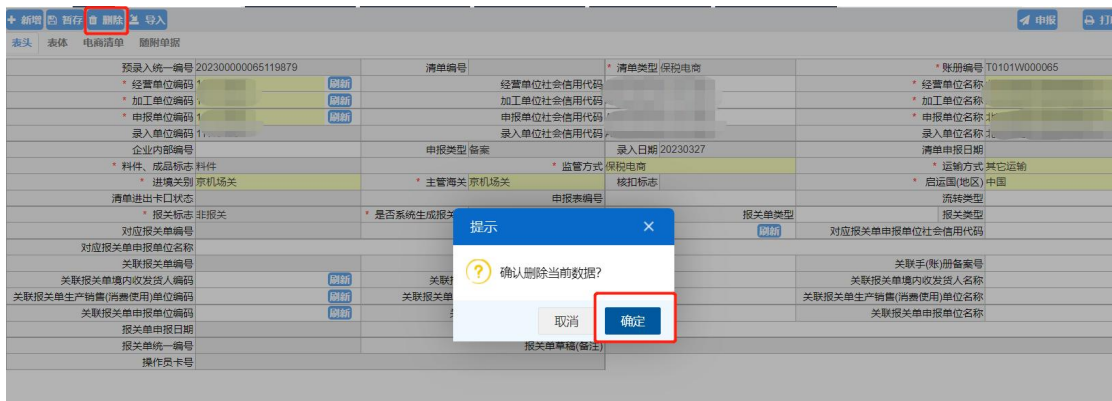 新增 暂存 删除 导入 申报
表头 表体 电商清单 随附单据
预录入统一编号 202300000065119879 清单编号 * 清单类型 保税电商 * 账册编号 T0101W000065
* 经营单位编码 刷新 经营单位社会信用代码 * 经营单位名称
* 加工单位编码 刷新 加工单位社会信用代码 * 加工单位名称
* 申报单位编码 刷新 申报单位社会信用代码 * 申报单位名称
录入单位编码 录入单位社会信用代码 录入单位名称
企业内部编号 申报类型 备案 录入日期 20230327 清单申报日期
* 料件、成品标志 料件 * 监管方式 保税电商 * 运输方式 其它运输
* 进境关别 京机场关 * 主管海关 京机场关 核扣标志 * 启运国(地区) 中国
清单进出卡口状态 申报表编号 流转类型
* 报关标志 非报关 * 是否系统生成报关 报关单类型 报关类型
对应报关单编号 刷新 对应报关单申报单位社会信用代码
对应报关单申报单位名称
关联报关单编号 关联手(账)册备案号
关联报关单境内收发货人编码 刷新 关联 关联报关单境内收发货人名称
关联报关单生产销售(消费使用)单位编码 刷新 关联报关单 关联报关单生产销售(消费使用)单位名称
关联报关单申报单位编码 刷新 关联报关单申报单位名称
报关单申报日期
报关单统一编号 报关单草稿(备注)
操作员卡号
提示
确认删除当前数据?
取消 确定